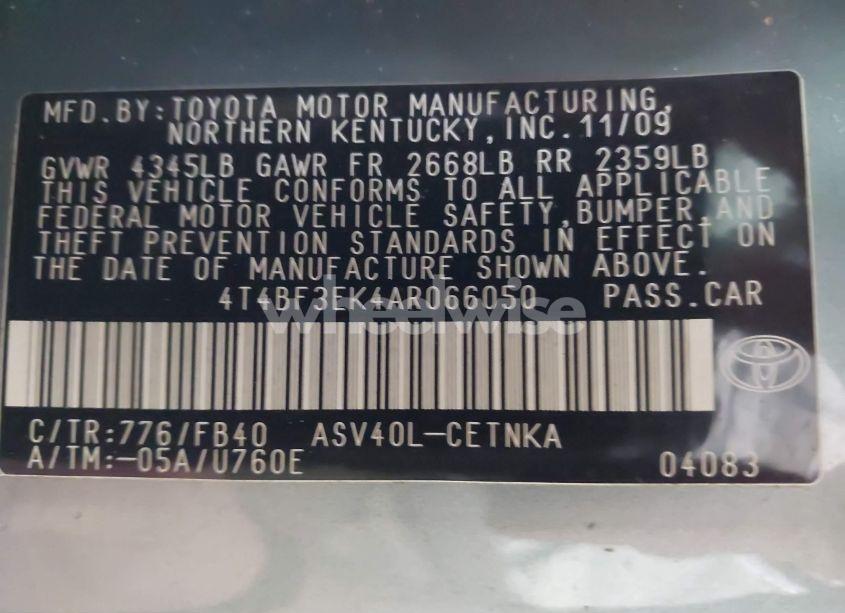 MFD.BY:TOYOTA MOTOR MANUFACTURING,
NORTHERN KENTUCKY,INC.11/09
GVWR 4345LB GAWR FR 2668LB RR 2359LB
THIS VEHICLE CONFORMS TO ALL APPLICABLE
FEDERAL MOTOR VEHICLE SAFETY,BUMPER,AND
THEFT PREVENTION STANDARDS IN EFFECT ON
THE DATE OF MANUFACTURE SHOWN ABOVE.
4T4BF3EK4AR066050 PASS.CAR
wheelwise
C/TR:776/FB40 ASV40L-CETNKA
A/TM:-05A/U760E 04083